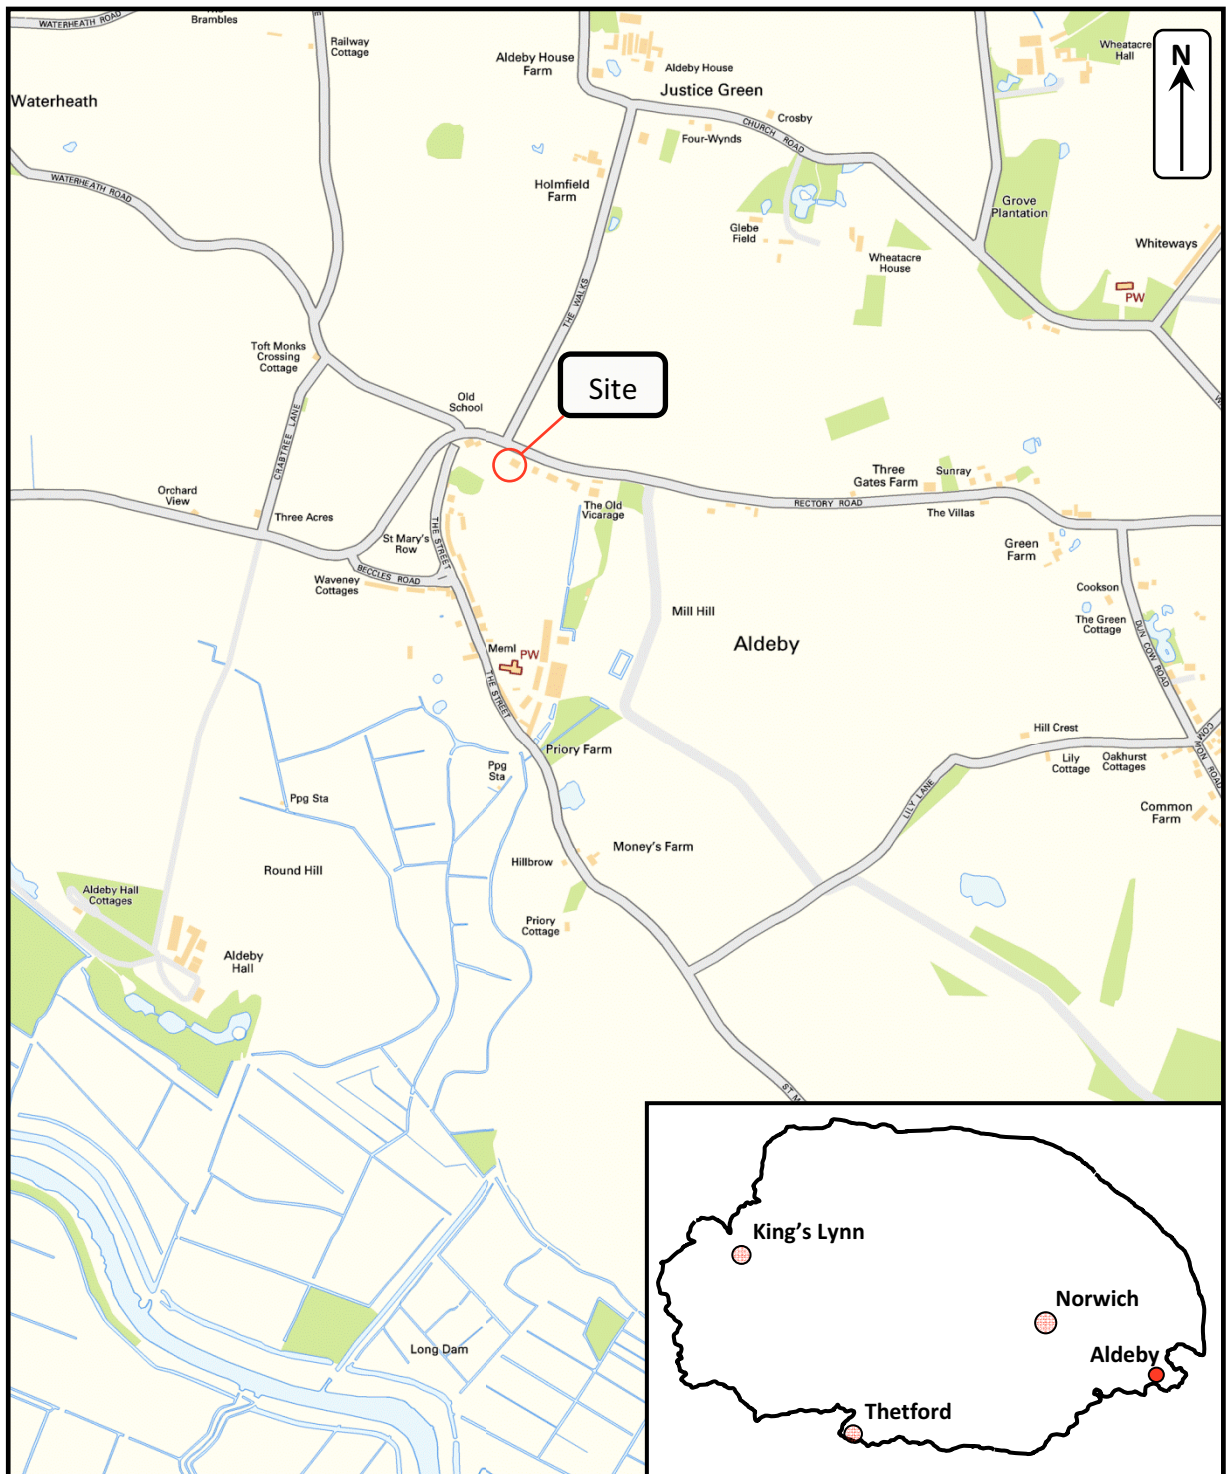 WATERHEATH ROAD
Brambles
Railway
Cottage
Aldeby House
Farm
Aldeby House
Justice Green
Wheatacre
Hall
N
Waterheath
Crosby
CHURCH ROAD
Four-Wynds
WATERHEATH ROAD
Holmfield
Farm
Grove
Plantation
Glebe
Field
Wheatacre
House
Whiteways
PW
THE WALKS
Toft Monks
Crossing
Cottage
Site
Old
School
CRABTREE LANE
Three
Gates Farm
Sunray
Orchard
View
Three Acres
The Old
Vicarage
RECTORY ROAD
The Villas
THE STREET
St Mary's
Row
Green
Farm
BECCLES ROAD
Waveney
Cottages
Cookson
Mill Hill
The Green
Cottage
DUN COW ROAD
Aldeby
Meml
PW
THE STREET
Hill Crest
Priory Farm
Lily
Cottage
Oakhurst
Cottages
COMMON ROAD
Ppg
Sta
Ppg Sta
LILY LANE
Common
Farm
Money's Farm
Hillbrow
Round Hill
Aldeby Hall
Cottages
Priory
Cottage
Aldeby
Hall
ST M
King's Lynn
Norwich
Aldeby
Long Dam
Thetford